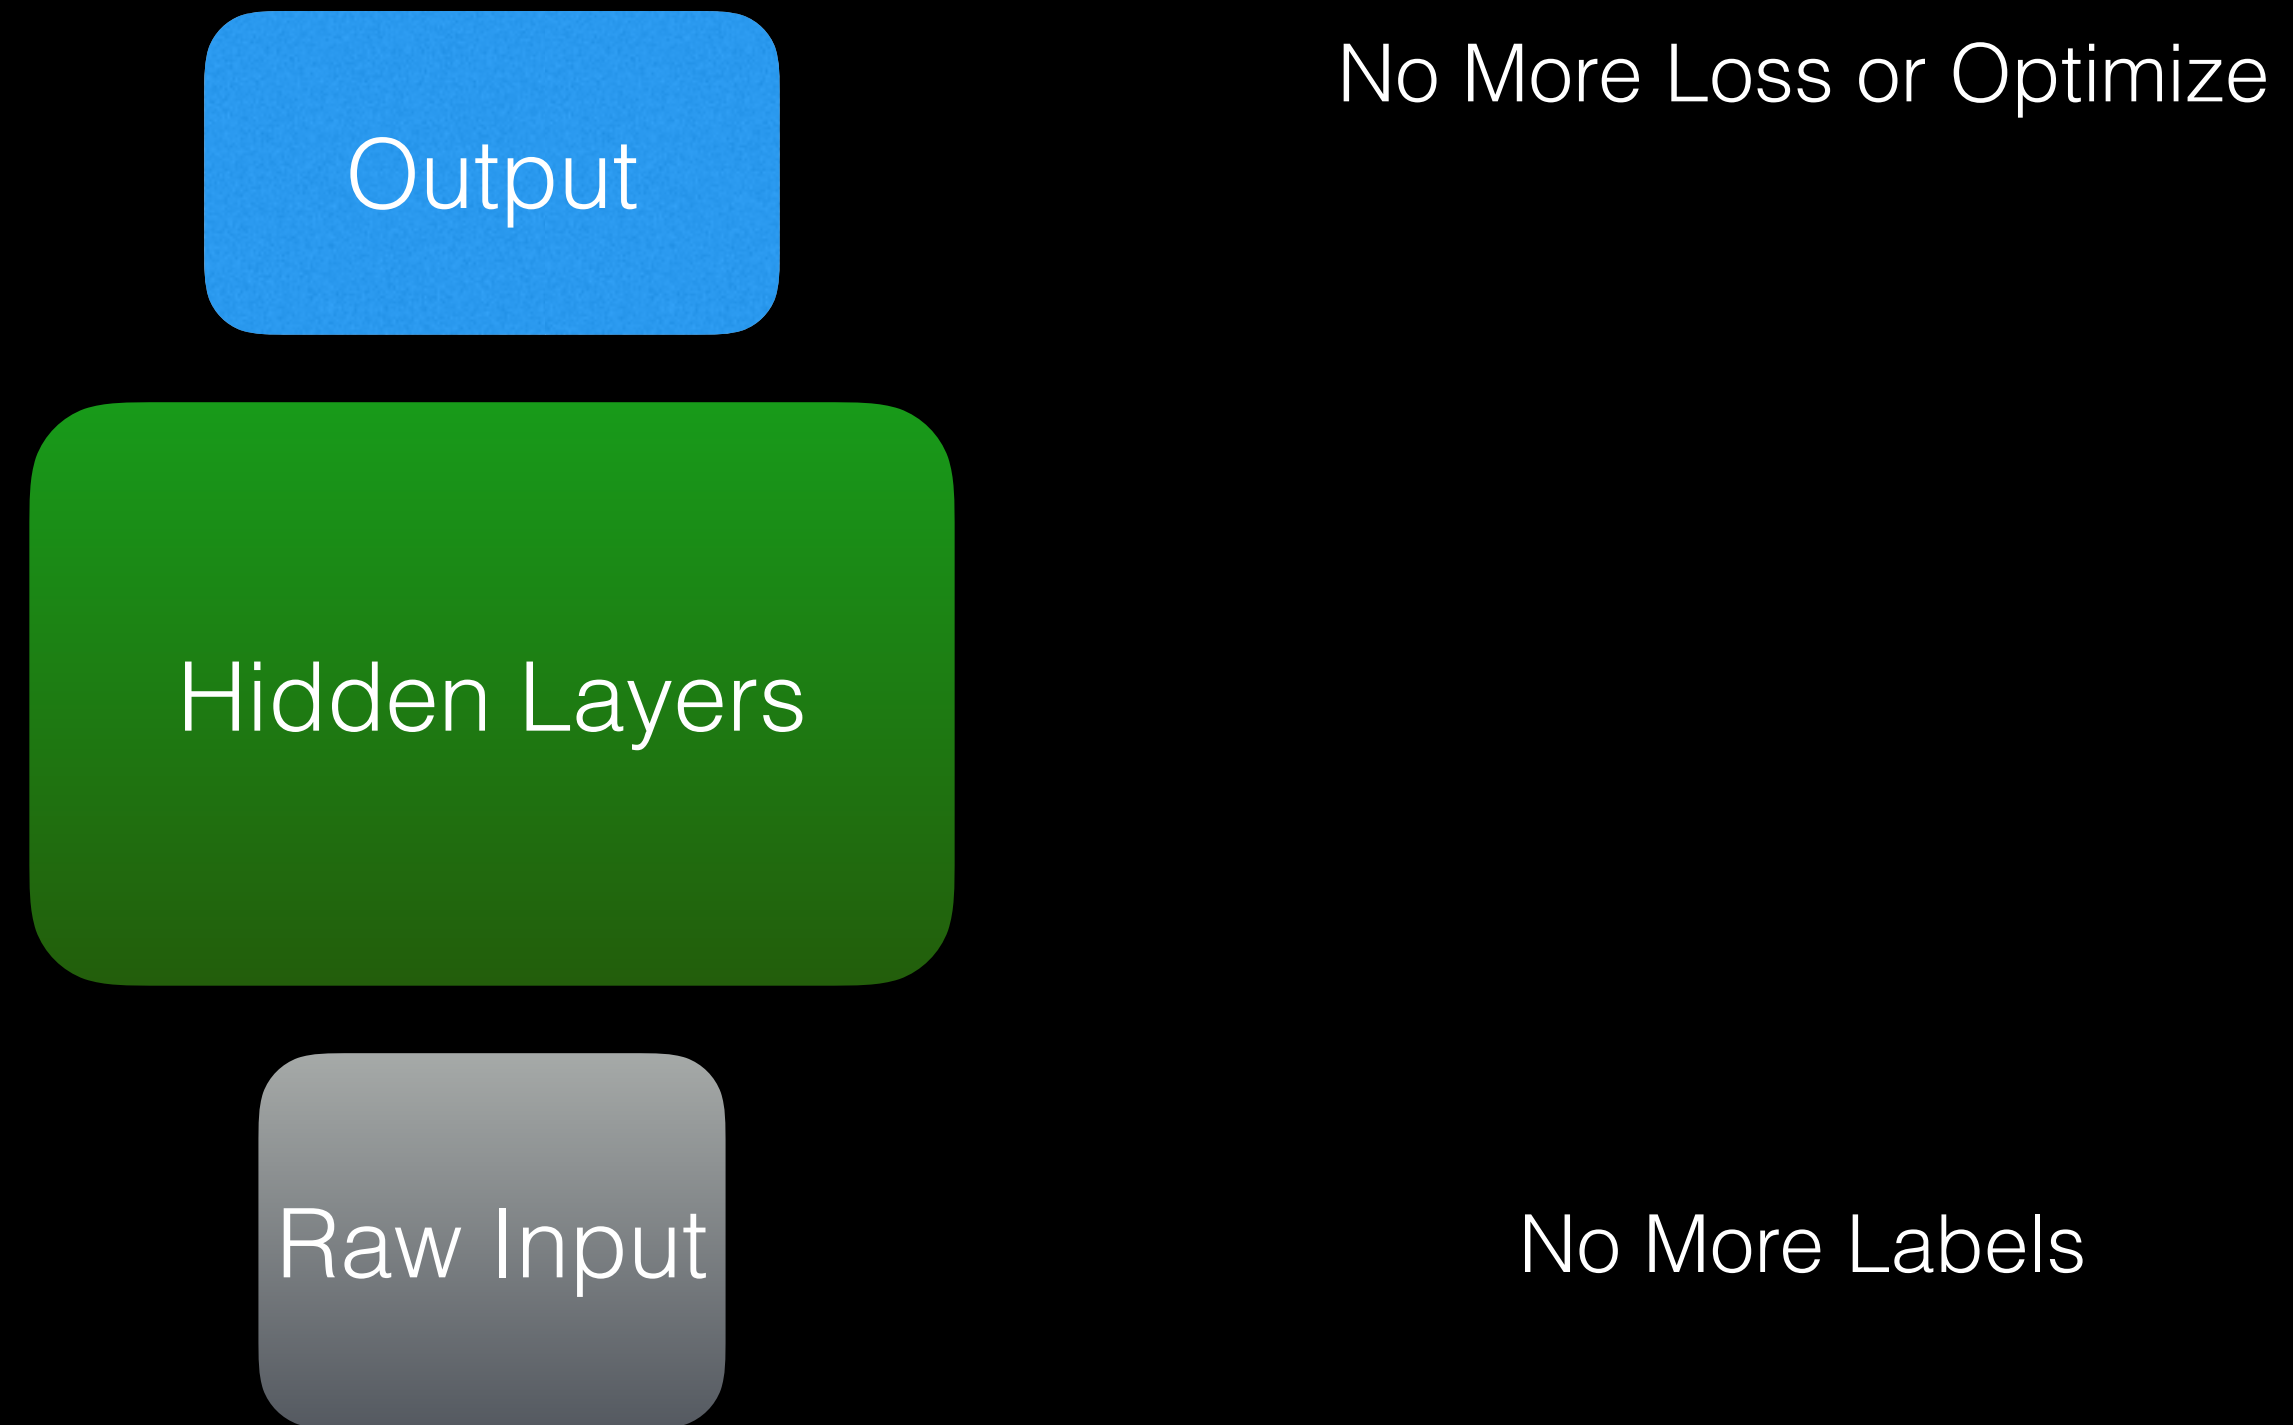 Output
No More Loss or Optimize
Hidden Layers
Raw Input
No More Labels